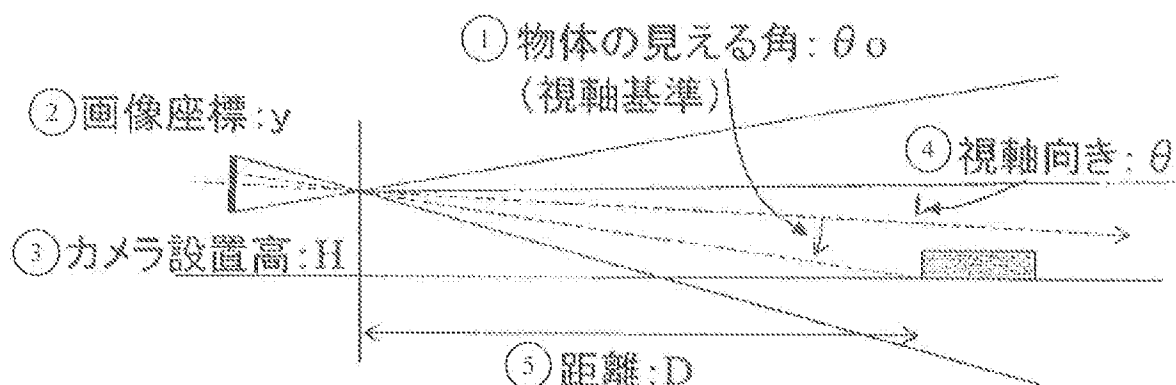 ①物体の見える角:θo
(視軸基準)
②画像座標:y
④視軸向き:θ
③カメラ設置高:H
⑤距離:D